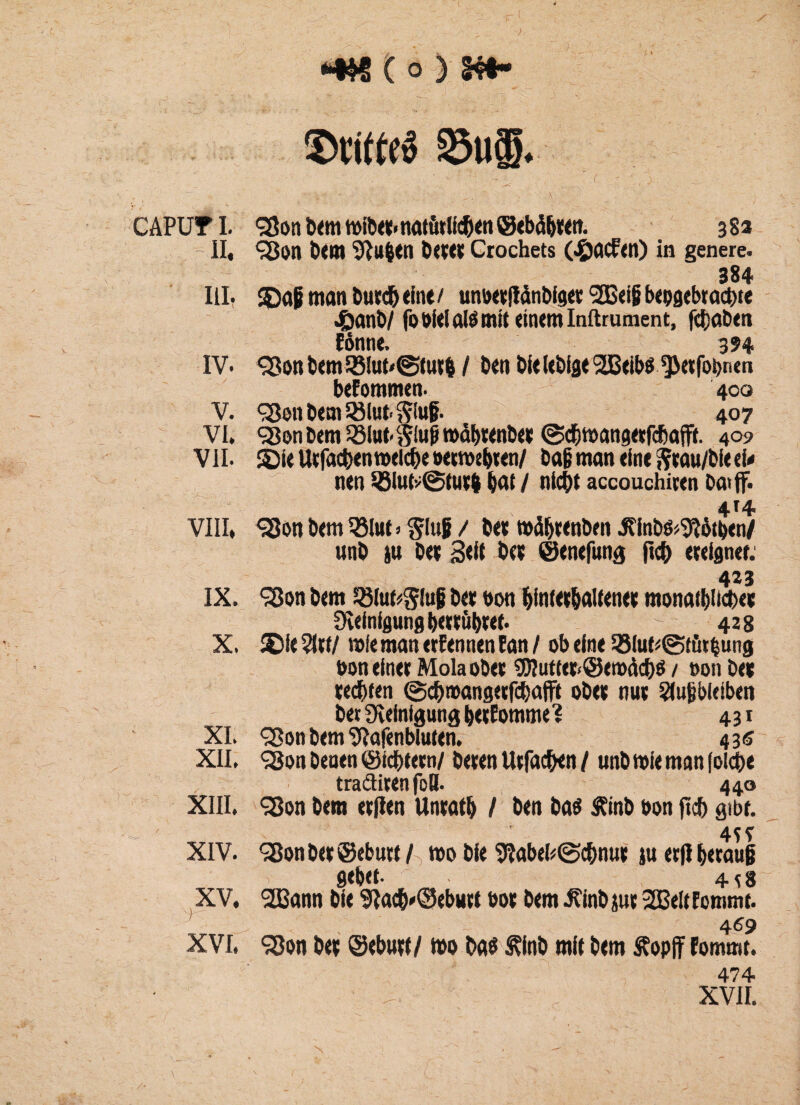 ( o )
Drittes Buch.
CAPUT I. Von dem wider-natürlichen Gebähren. 382
II. Von dem Nutzen derer Crochets (Hacken) in genere.
384
III. Daß man durch eine/ unverständiger Weiß beygebrachte
Hand/ so viel als mit einem Instrument, schaden
könne. 394
IV. Von dem Blut-Sturtz / den die ledige Weibs Persohnen
bekommen. 400
V. Von dem Blut-Fluß. 407
VI. Von dem Blut-Fluß währender Schwangerschafft. 409
VII. Die Ursachen welche verwehren/ daß man eine Frau/die ei-
nen Blut-Sturtz hat / nicht accouchiren darff.
414
VIII. Von dem Blut-Fluß / der währenden Kinds-Nöthen/
und zu der Zeit der Genesung sich ereignet.
423
IX. Von dem Blut-Fluß der von hinterhaltener monathlicher
Reinigung herrühret. 428
X. Die Art/ wie man erkennen kan / ob eine Blut-Stürtzung
von einer Mola oder Mutter-Gewächs / von der
rechten Schwangerschafft oder nur Außbleiben
der Reinigung herkomme? 431
XI. Von dem Nasenbluten. 436
XII. Von denen Gichtern/ deren Ursachen / und wie man solche
tractiren soll. 440
XIII. Von dem ersten Unrath / den das Kind von sich gibt.
455
XIV. Von der Geburt / wo die Nabel-Schnur zu erst herauß
gehet. 458
XV. Wann die Nach-Geburt vor dem Kind zur Welt kommt.
469
XVI. Von der Geburt/ wo das Kind mit dem Kopff kommt.
474
XVII.